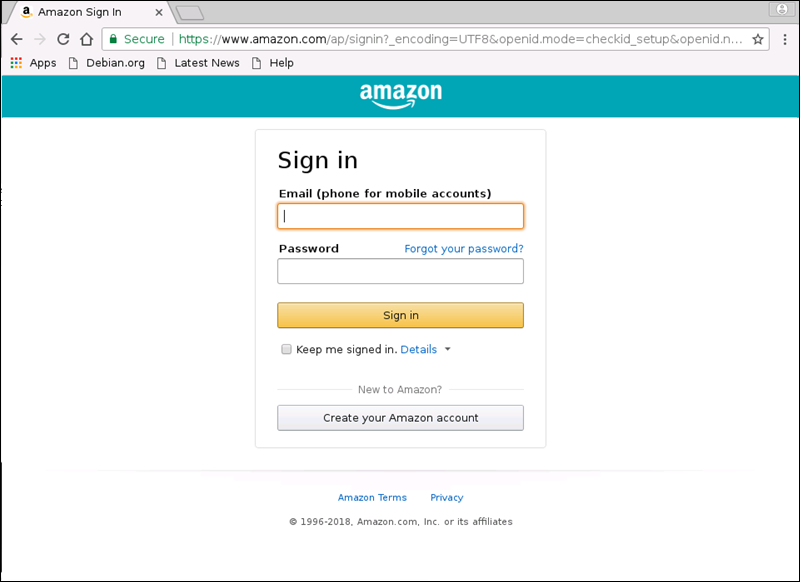 a Amazon Sign In
Secure https://www.amazon.com/ap/signin?_encoding=UTF8&openid.mode=checkid_setup&openid.n...
Apps Debian.org Latest News Help
amazon
Sign in
Email (phone for mobile accounts)
Password Forgot your password?
Sign in
Keep me signed in. Details
New to Amazon?
Create your Amazon account
Amazon Terms Privacy
© 1996-2018, Amazon.com, Inc. or its affiliates